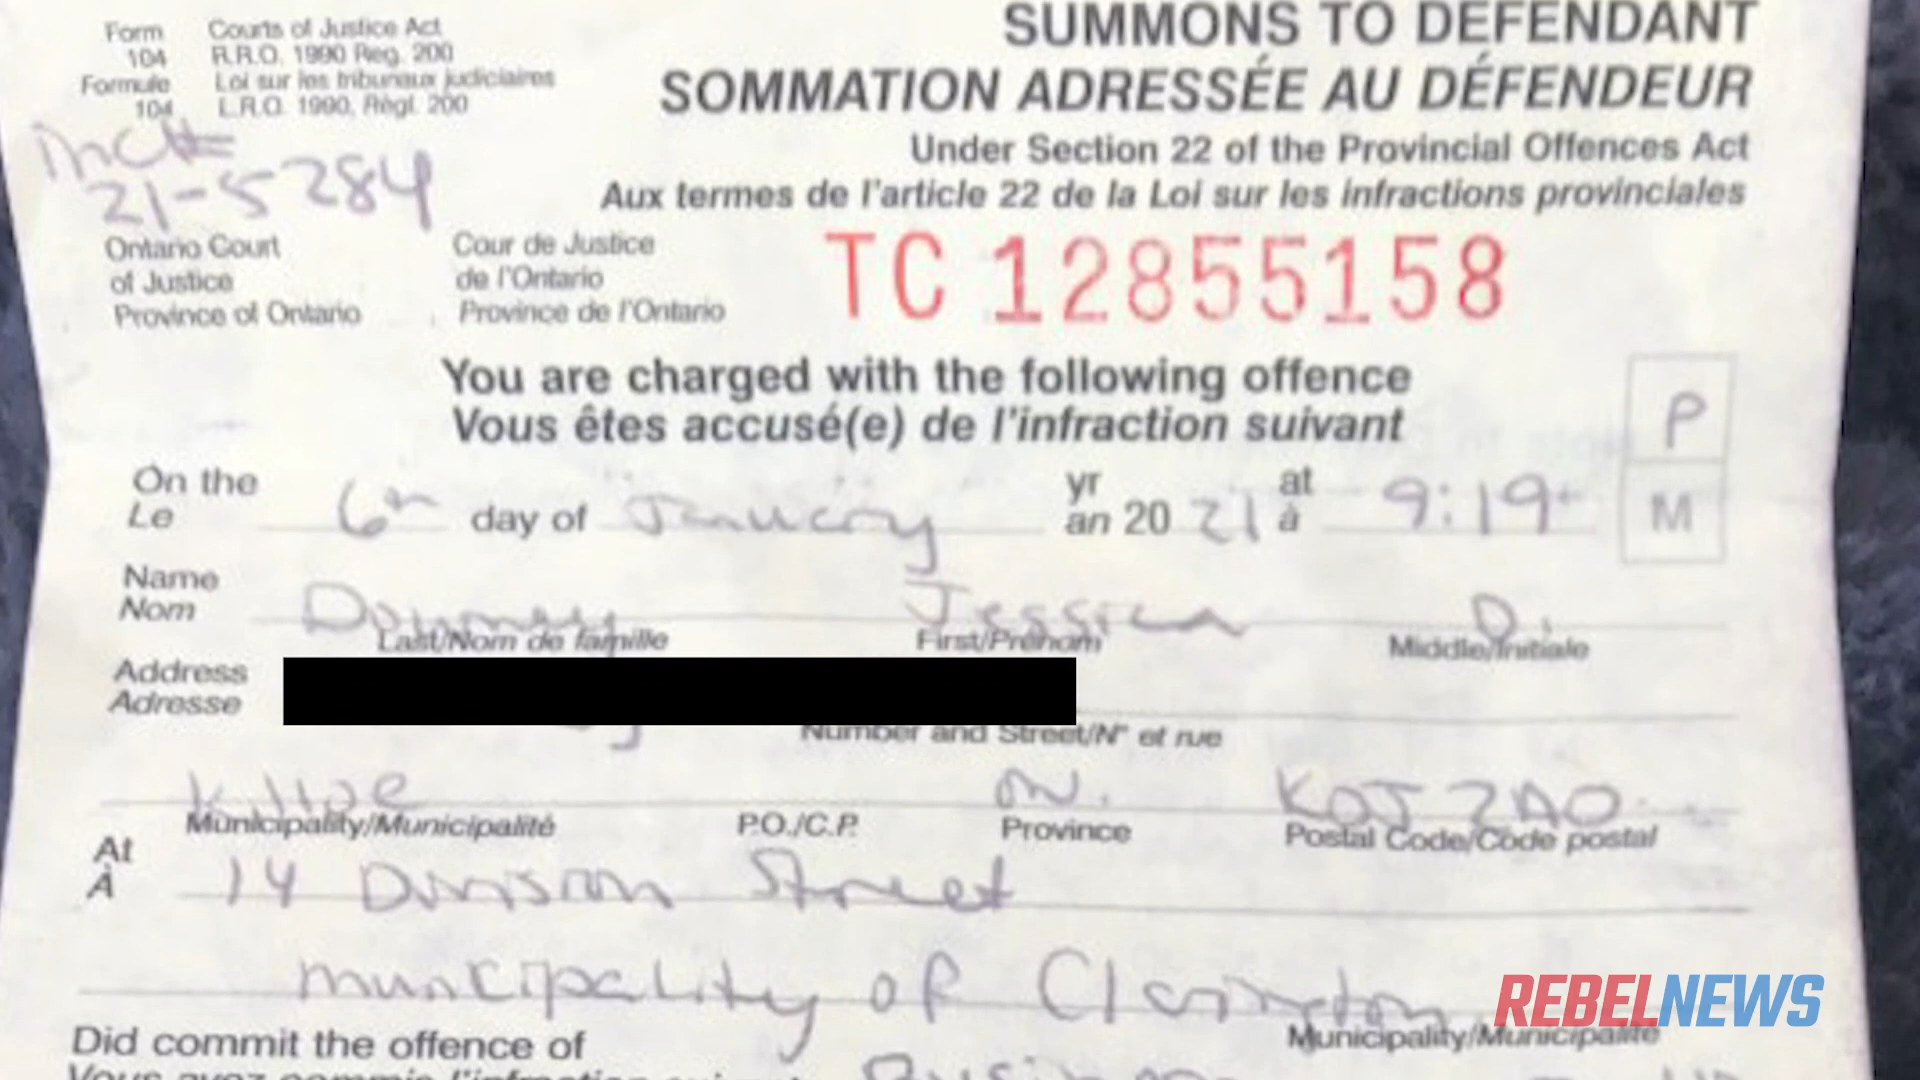 Form Courts of Justice Act
104 R.R.O. 1990 Reg. 200
Formule Loi sur les tribunaux judiciaires
104 L.R.O. 1990, Règl. 200
SUMMONS TO DEFENDANT
SOMMATION ADRESSÉE AU DÉFENDEUR
Under Section 22 of the Provincial Offences Act
Aux termes de l'article 22 de la Loi sur les infractions provinciales
21-5284
Ontario Court
of Justice
Province of Ontario
Cour de Justice
de l'Ontario
Province de l'Ontario
TC 12855158
You are charged with the following offence
Vous êtes accusé(e) de l'infraction suivant
P
M
On the
Le
6th day of January yr an 20 21 at à 9:19
Name
Nom
Jessica D.
Last/Nom de famille First/Prénom Middle/Initiale
Address
Adresse
Number and Street/N° et rue
Killloe ON. K0J 2A0
Municipality/Municipalité P.O./C.P. Province Postal Code/Code postal
At
À
14 Division Street
municipality of Clarington
Municipality/Municipalité
Did commit the offence of
REBELNEWS